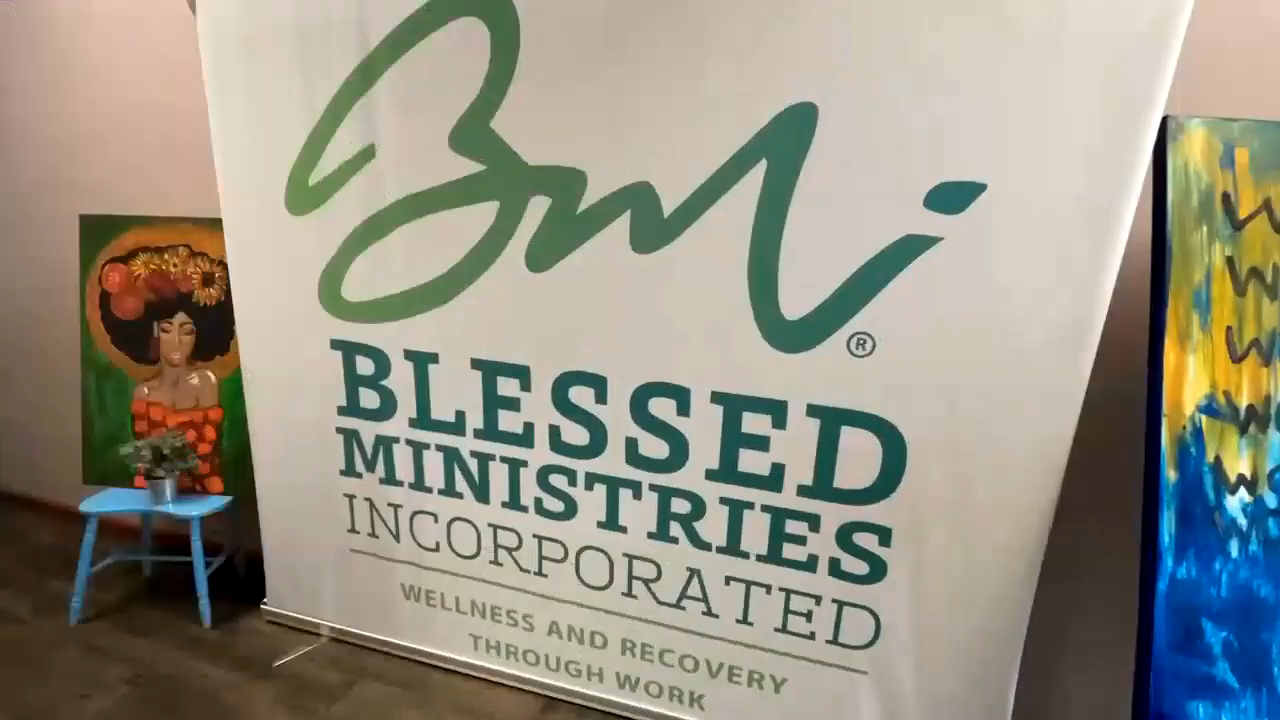 Bmi®
BLESSED
MINISTRIES
INCORPORATED
WELLNESS AND RECOVERY
THROUGH WORK